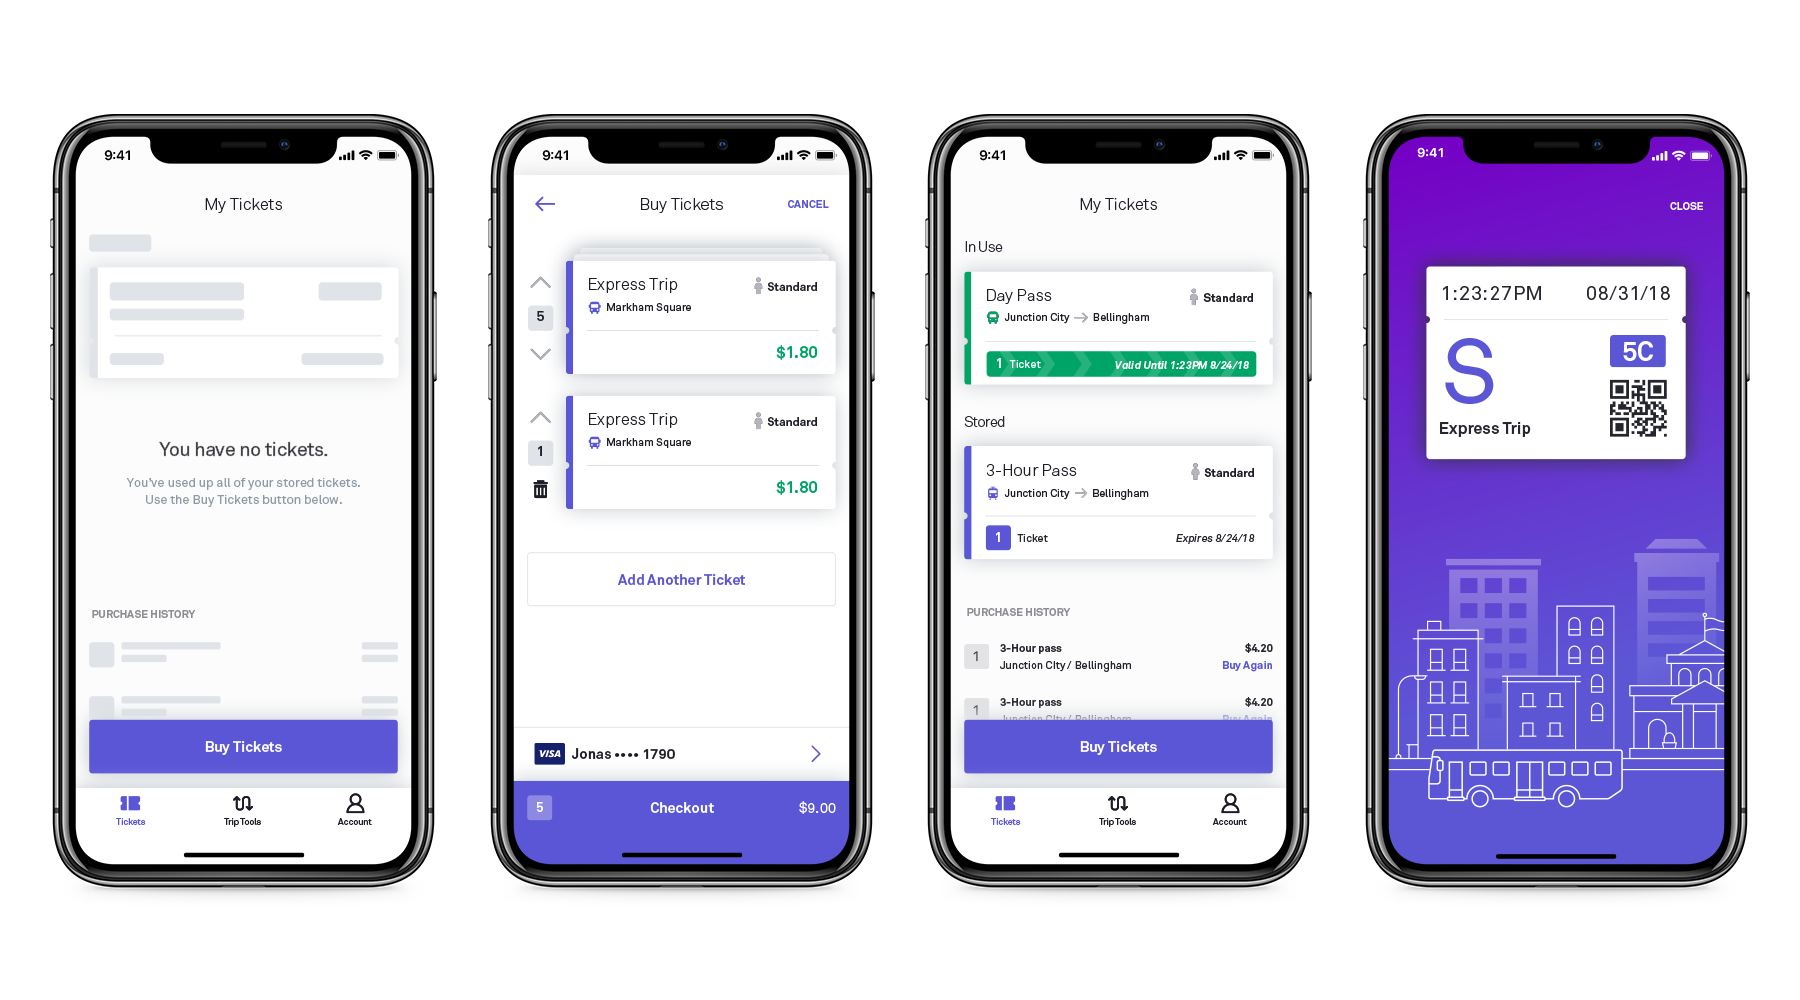 9:41
My Tickets
You have no tickets.
You've used up all of your stored tickets.
Use the Buy Tickets button below.
PURCHASE HISTORY
Buy Tickets
Tickets
Trip Tools
Account
9:41
Buy Tickets
CANCEL
Express Trip
Standard
Markham Square
5
$1.80
Express Trip
Standard
Markham Square
1
$1.80
Add Another Ticket
VISA
Jonas •••• 1790
5
Checkout
$9.00
9:41
My Tickets
In Use
Day Pass
Standard
Junction City → Bellingham
1 Ticket
Valid Until 1:23PM 8/24/18
Stored
3-Hour Pass
Standard
Junction City → Bellingham
1 Ticket
Expires 8/24/18
PURCHASE HISTORY
1
3-Hour pass
$4.20
Junction CIty / Bellingham
Buy Again
1
3-Hour pass
$4.20
Junction CIty / Bellingham
Buy Again
Buy Tickets
Tickets
Trip Tools
Account
9:41
CLOSE
1:23:27PM
08/31/18
S
5C
Express Trip